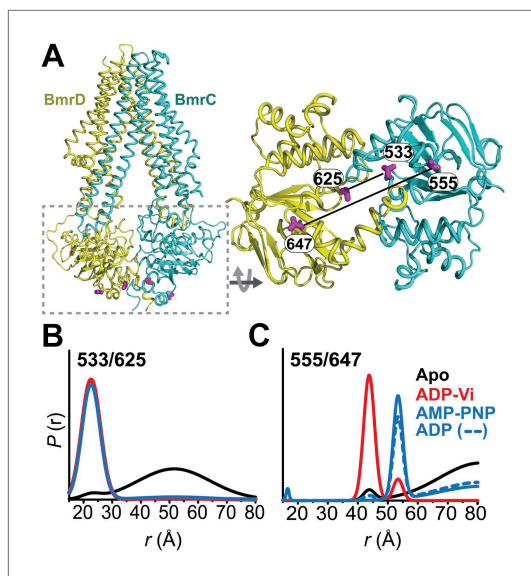 A
BmrD
BmrC
625
533
555
647
B
533/625
P (r)
20 30 40 50 60 70 80
r (Å)
C
555/647
Apo
ADP-Vi
AMP-PNP
ADP (--)
20 30 40 50 60 70 80
r (Å)